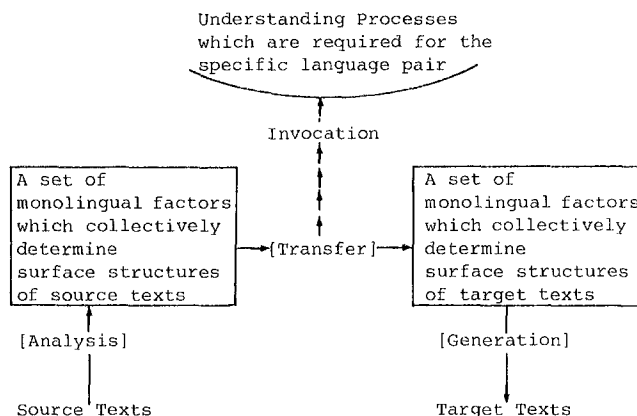 Understanding Processes
which are required for the
specific language pair
Invocation
A set of
monolingual factors
which collectively
determine
surface structures
of source texts
[Transfer]
A set of
monolingual factors
which collectively
determine
surface structures
of target texts
[Analysis]
[Generation]
Source Texts
Target Texts